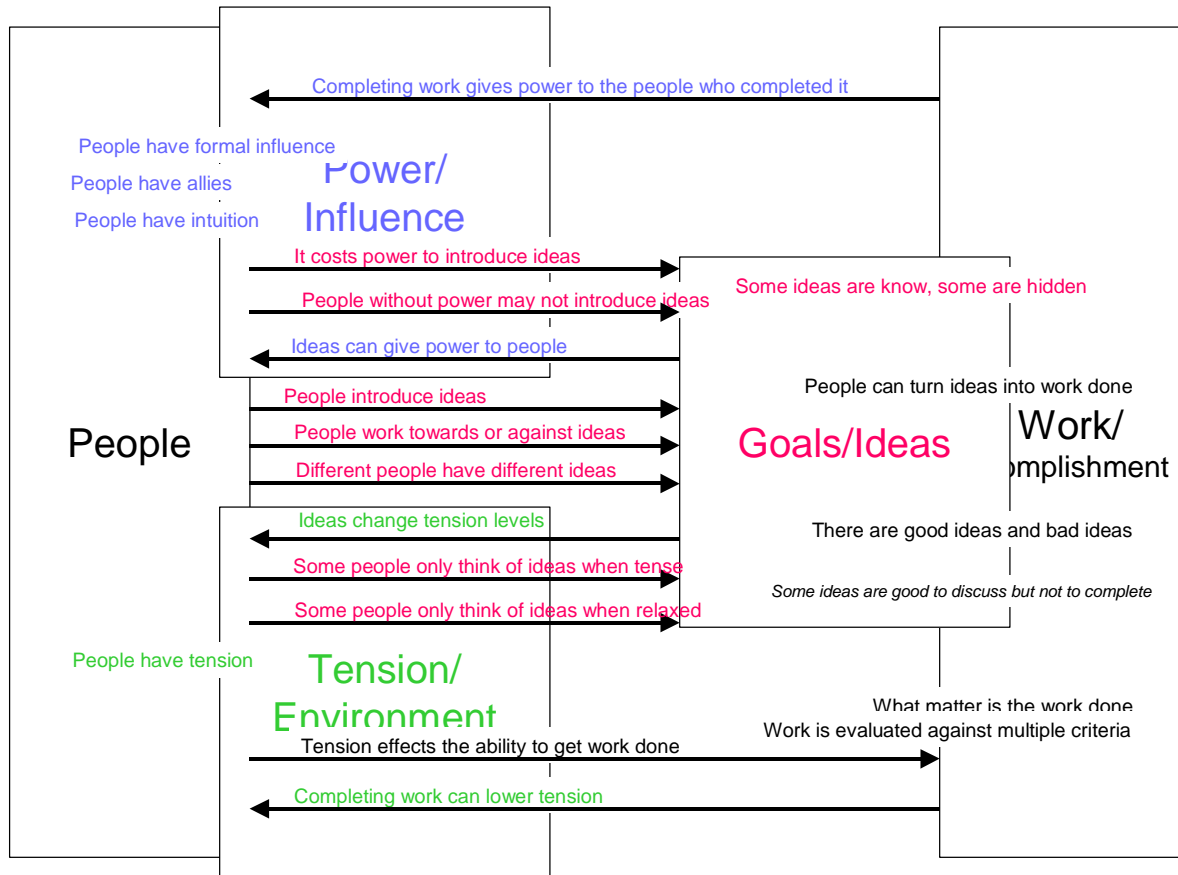 Completing work gives power to the people who completed it
People have formal influence
Power/
People have allies
Influence
People have intuition
It costs power to introduce ideas
Some ideas are know, some are hidden
People without power may not introduce ideas
Ideas can give power to people
People can turn ideas into work done
People introduce ideas
People
People work towards or against ideas
Goals/Ideas
Work/
omplishment
Different people have different ideas
Ideas change tension levels
There are good ideas and bad ideas
Some people only think of ideas when tense
Some ideas are good to discuss but not to complete
Some people only think of ideas when relaxed
People have tension
Tension/
Environment
What matter is the work done
Work is evaluated against multiple criteria
Tension effects the ability to get work done
Completing work can lower tension